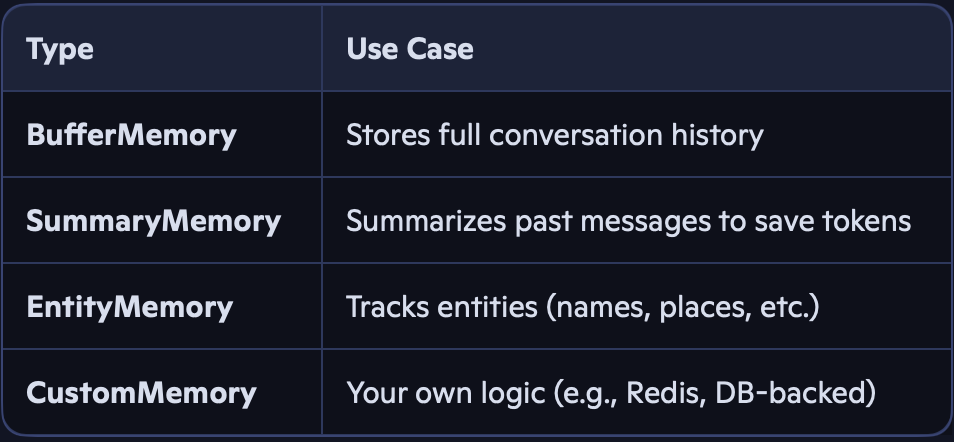 Type Use Case
BufferMemory Stores full conversation history
SummaryMemory Summarizes past messages to save tokens
EntityMemory Tracks entities (names, places, etc.)
CustomMemory Your own logic (e.g., Redis, DB-backed)